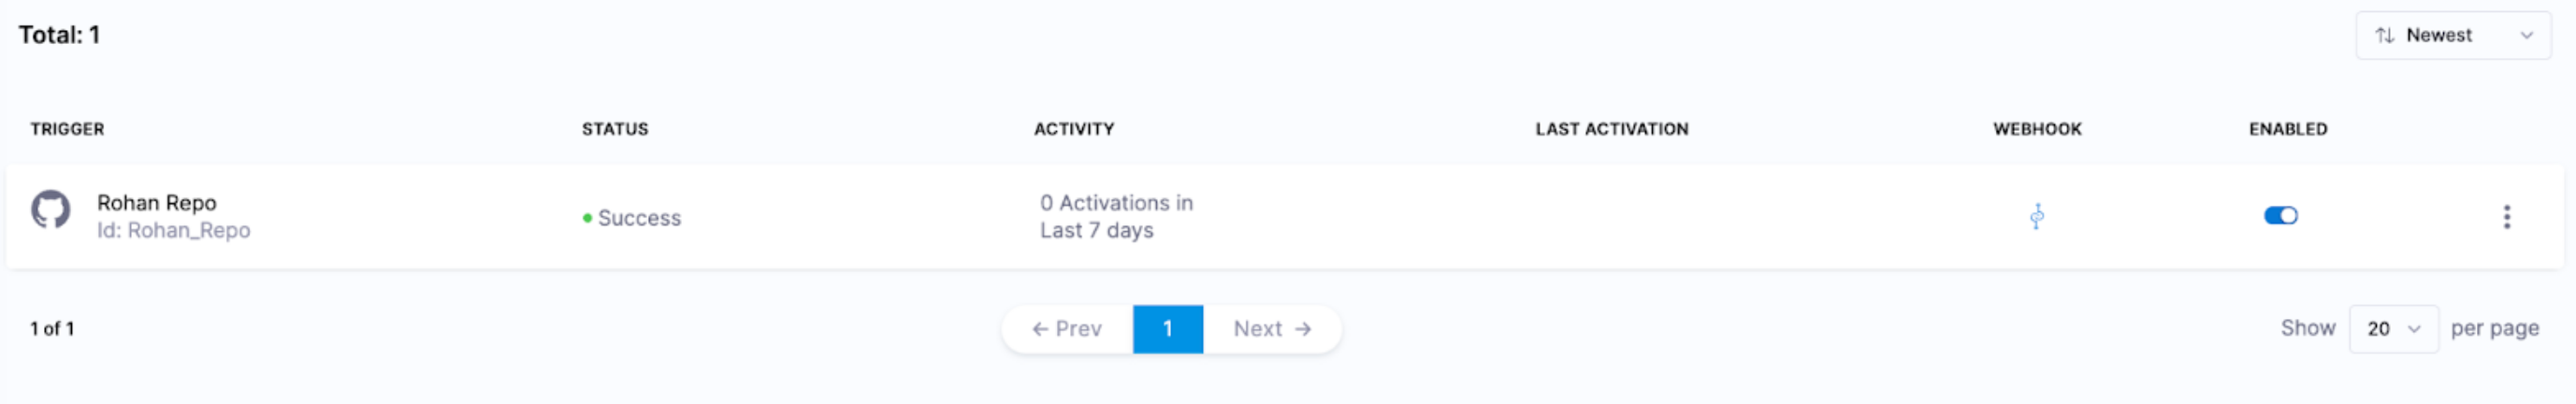 Total: 1
Newest
TRIGGER STATUS ACTIVITY LAST ACTIVATION WEBHOOK ENABLED
Rohan Repo
Id: Rohan_Repo
Success
0 Activations in
Last 7 days
1 of 1
← Prev 1 Next →
Show 20 per page